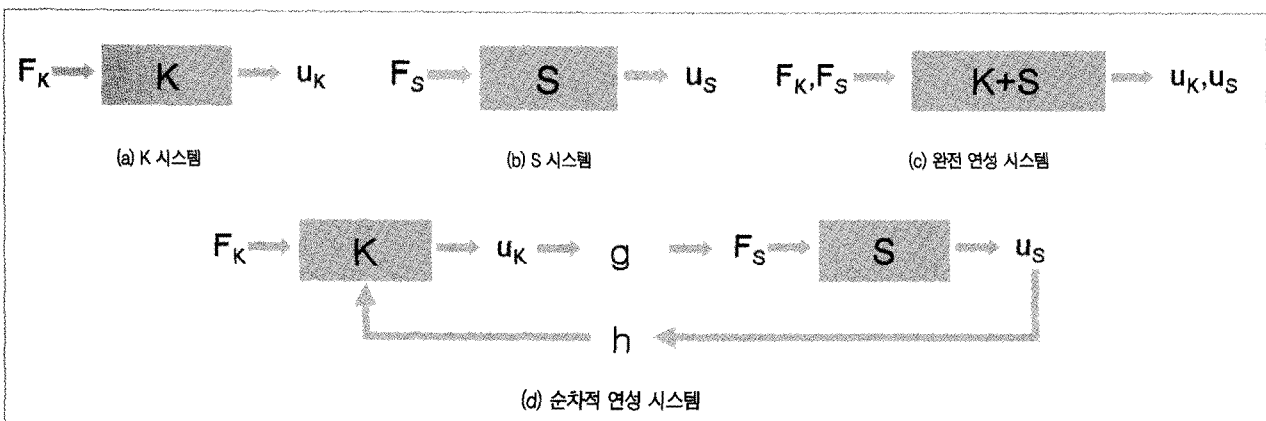 F_K K u_K F_S S u_S F_K,F_S K+S u_K,u_S
(a) K 시스템 (b) S 시스템 (c) 완전 연성 시스템
F_K K u_K g F_S S u_S
h
(d) 순차적 연성 시스템